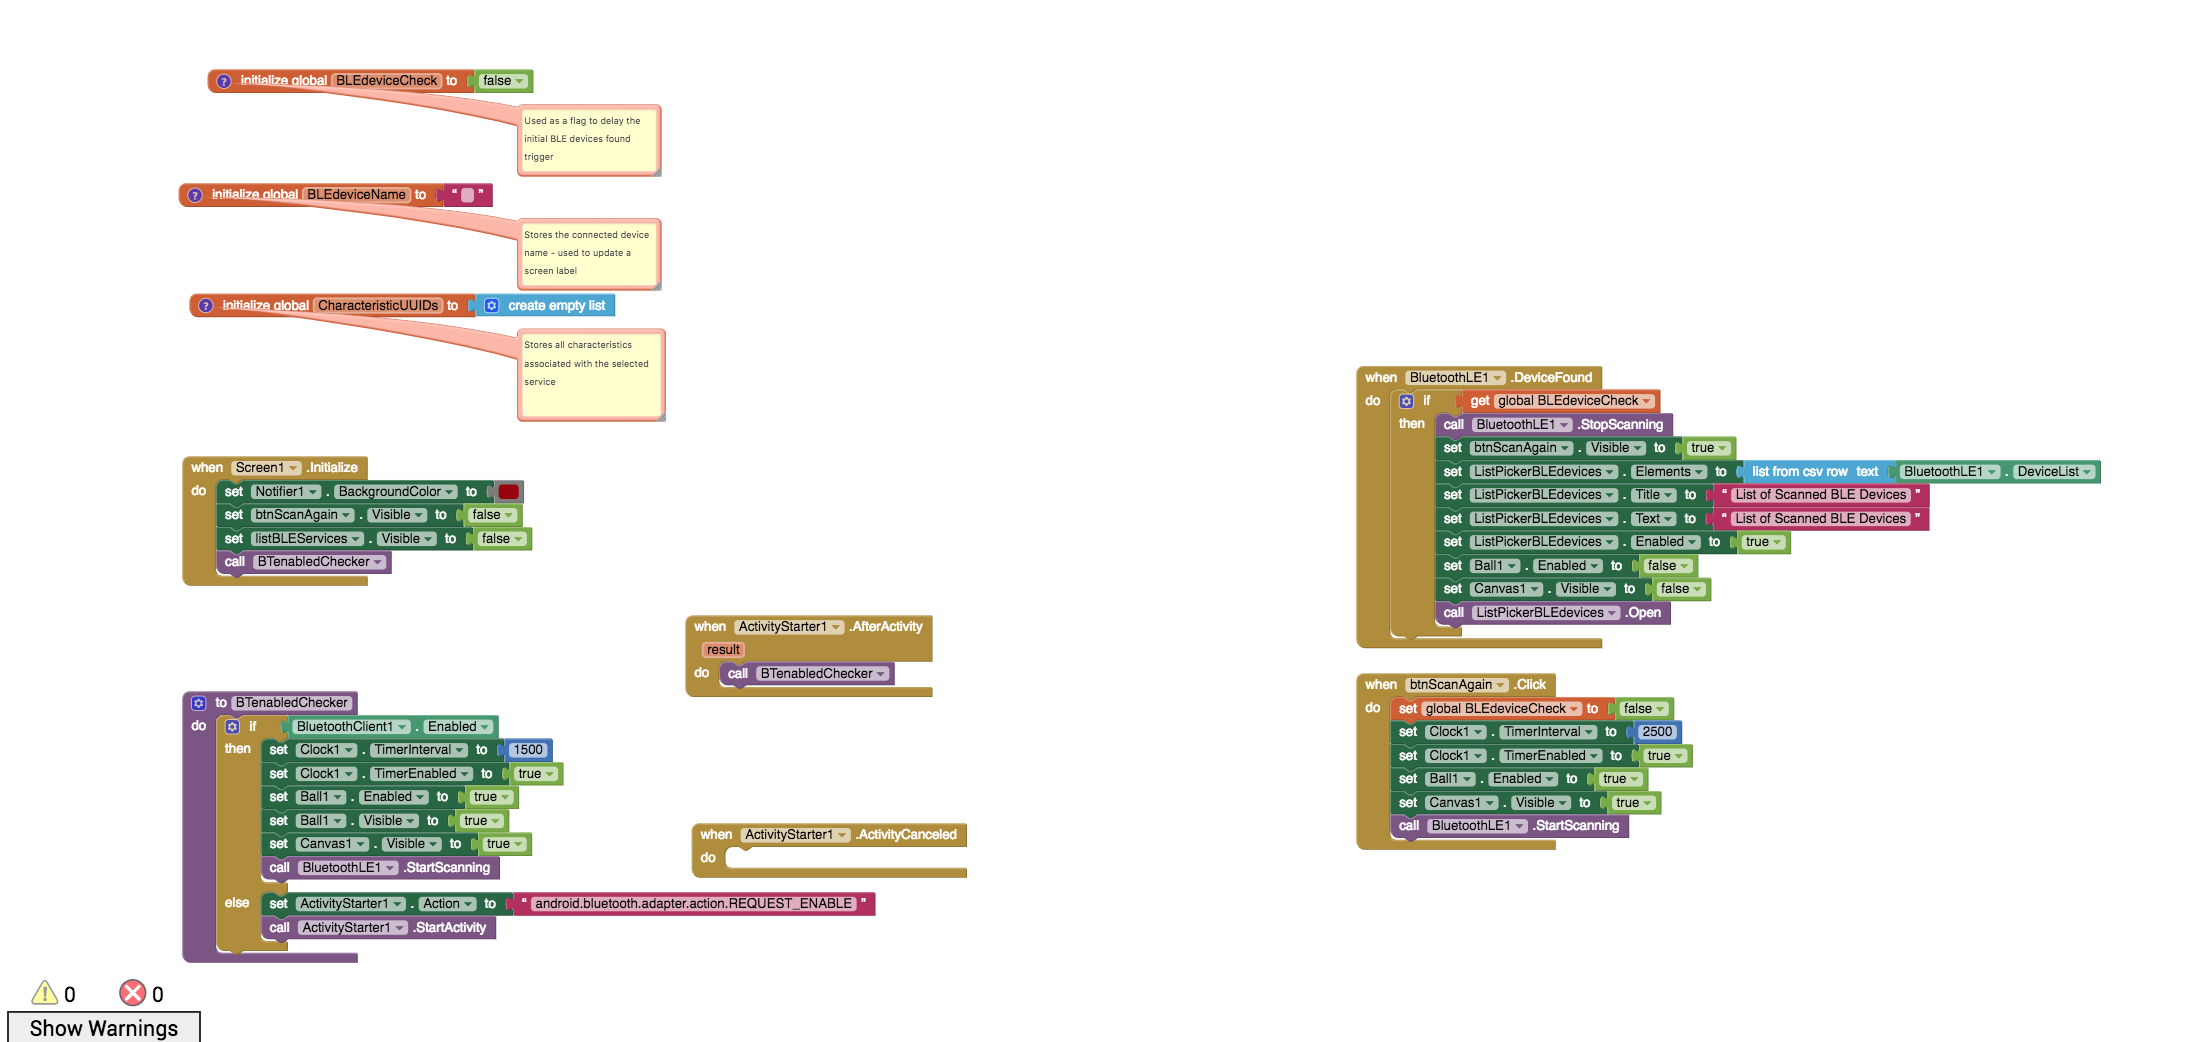 ? initialize global BLEdeviceCheck to false
Used as a flag to delay the
initial BLE devices found
trigger
? initialize global BLEdeviceName to “ ”
Stores the connected device
name - used to update a
screen label
? initialize global CharacteristicUUIDs to create empty list
Stores all characteristics
associated with the selected
service
when Screen1 .Initialize
do set Notifier1 . BackgroundColor to
set btnScanAgain . Visible to false
set listBLEServices . Visible to false
call BTenabledChecker
to BTenabledChecker
do if BluetoothClient1 . Enabled
then set Clock1 . TimerInterval to 1500
set Clock1 . TimerEnabled to true
set Ball1 . Enabled to true
set Ball1 . Visible to true
set Canvas1 . Visible to true
call BluetoothLE1 .StartScanning
else set ActivityStarter1 . Action to “ android.bluetooth.adapter.action.REQUEST_ENABLE ”
call ActivityStarter1 .StartActivity
when ActivityStarter1 .AfterActivity
result
do call BTenabledChecker
when ActivityStarter1 .ActivityCanceled
do
when BluetoothLE1 .DeviceFound
do if get global BLEdeviceCheck
then call BluetoothLE1 .StopScanning
set btnScanAgain . Visible to true
set ListPickerBLEdevices . Elements to list from csv row text BluetoothLE1 . DeviceList
set ListPickerBLEdevices . Title to “ List of Scanned BLE Devices ”
set ListPickerBLEdevices . Text to “ List of Scanned BLE Devices ”
set ListPickerBLEdevices . Enabled to true
set Ball1 . Enabled to false
set Canvas1 . Visible to false
call ListPickerBLEdevices .Open
when btnScanAgain .Click
do set global BLEdeviceCheck to false
set Clock1 . TimerInterval to 2500
set Clock1 . TimerEnabled to true
set Ball1 . Enabled to true
set Canvas1 . Visible to true
call BluetoothLE1 .StartScanning
0 0
Show Warnings